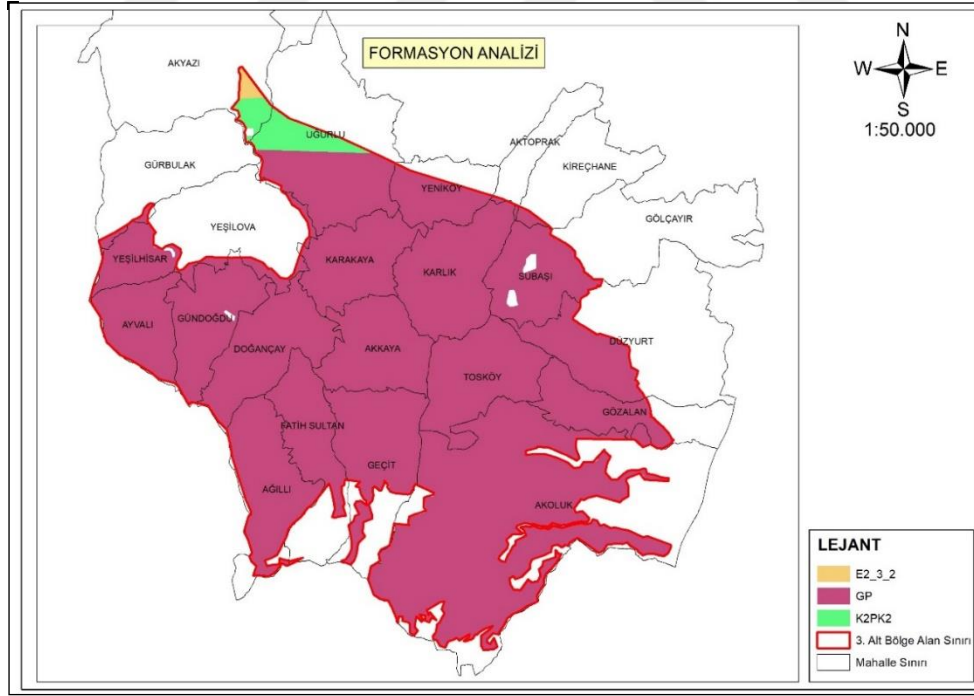 FORMASYON ANALİZİ
N
W E
S
1:50.000
AKYAZI
UĞURLU
AKTOPRAK
KİREÇHANE
GÜRBULAK
YENİKÖY
GÖLÇAYIR
YEŞİLOVA
YEŞİLHİSAR
KARAKAYA
KARLIK
SUBAŞI
AYVALI
GÜNDOĞDU
DOĞANÇAY
AKKAYA
DÜZYURT
TOSKÖY
GÖZALAN
FATİH SULTAN
GEÇİT
AĞILLI
AKOLUK
LEJANT
E2_3_2
GP
K2PK2
3. Alt Bölge Alan Sınırı
Mahalle Sınırı